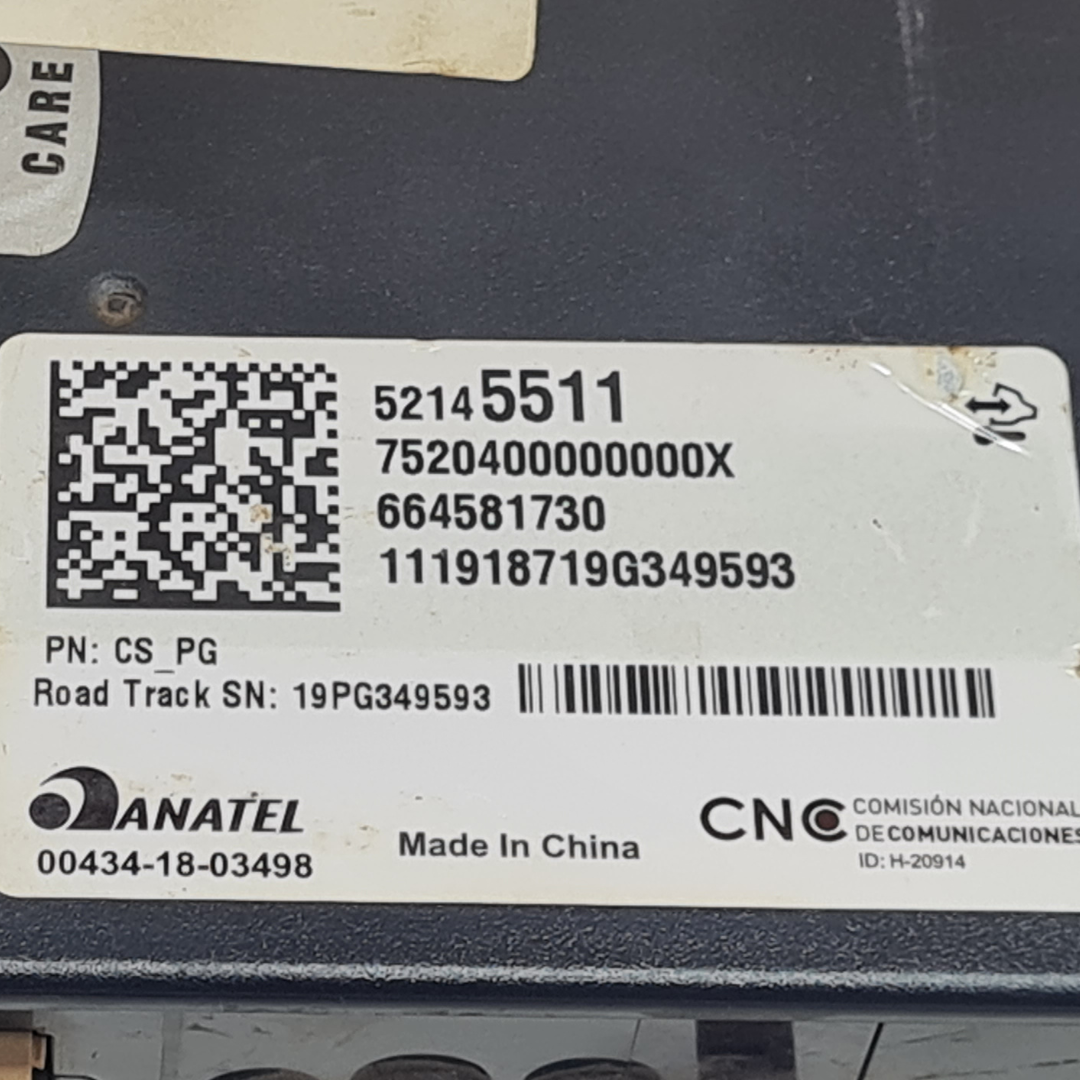 CARE
52145511
7520400000000X
664581730
111918719G349593
PN: CS_PG
Road Track SN: 19PG349593
ANATEL
00434-18-03498
Made In China
CNC COMISIÓN NACIONAL
DE COMUNICACIONES
ID: H-20914